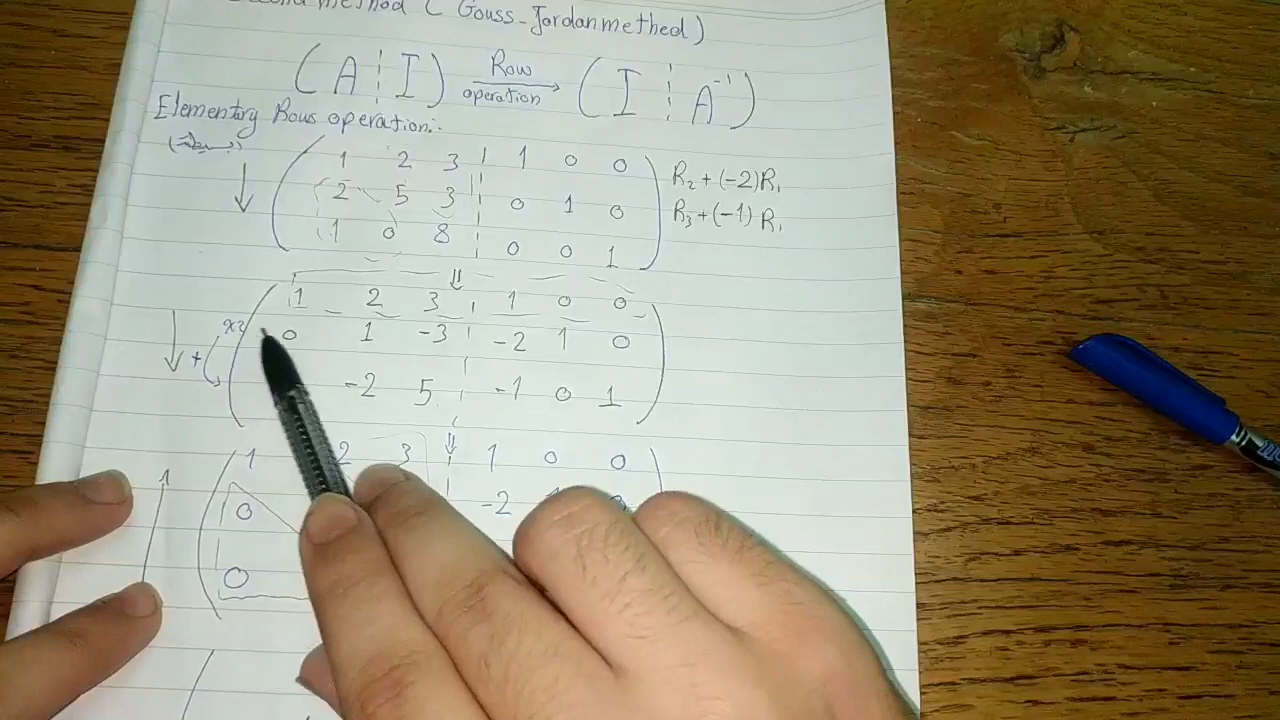 method ( Gouss-Jordan methed)
( A ¦ I ) Row operation → ( I ¦ A⁻¹ )
Elementry Rows operation:
1 2 3 | 1 0 0 R₂+(-2)R₁
2 5 3 | 0 1 0 R₃+(-1)R₁
1 0 8 | 0 0 1
⇓
1 2 3 | 1 0 0
0 1 -3 | -2 1 0
+ -2 5 | -1 0 1
⇓
1 2 3 | 1 0 0
0 -2
0